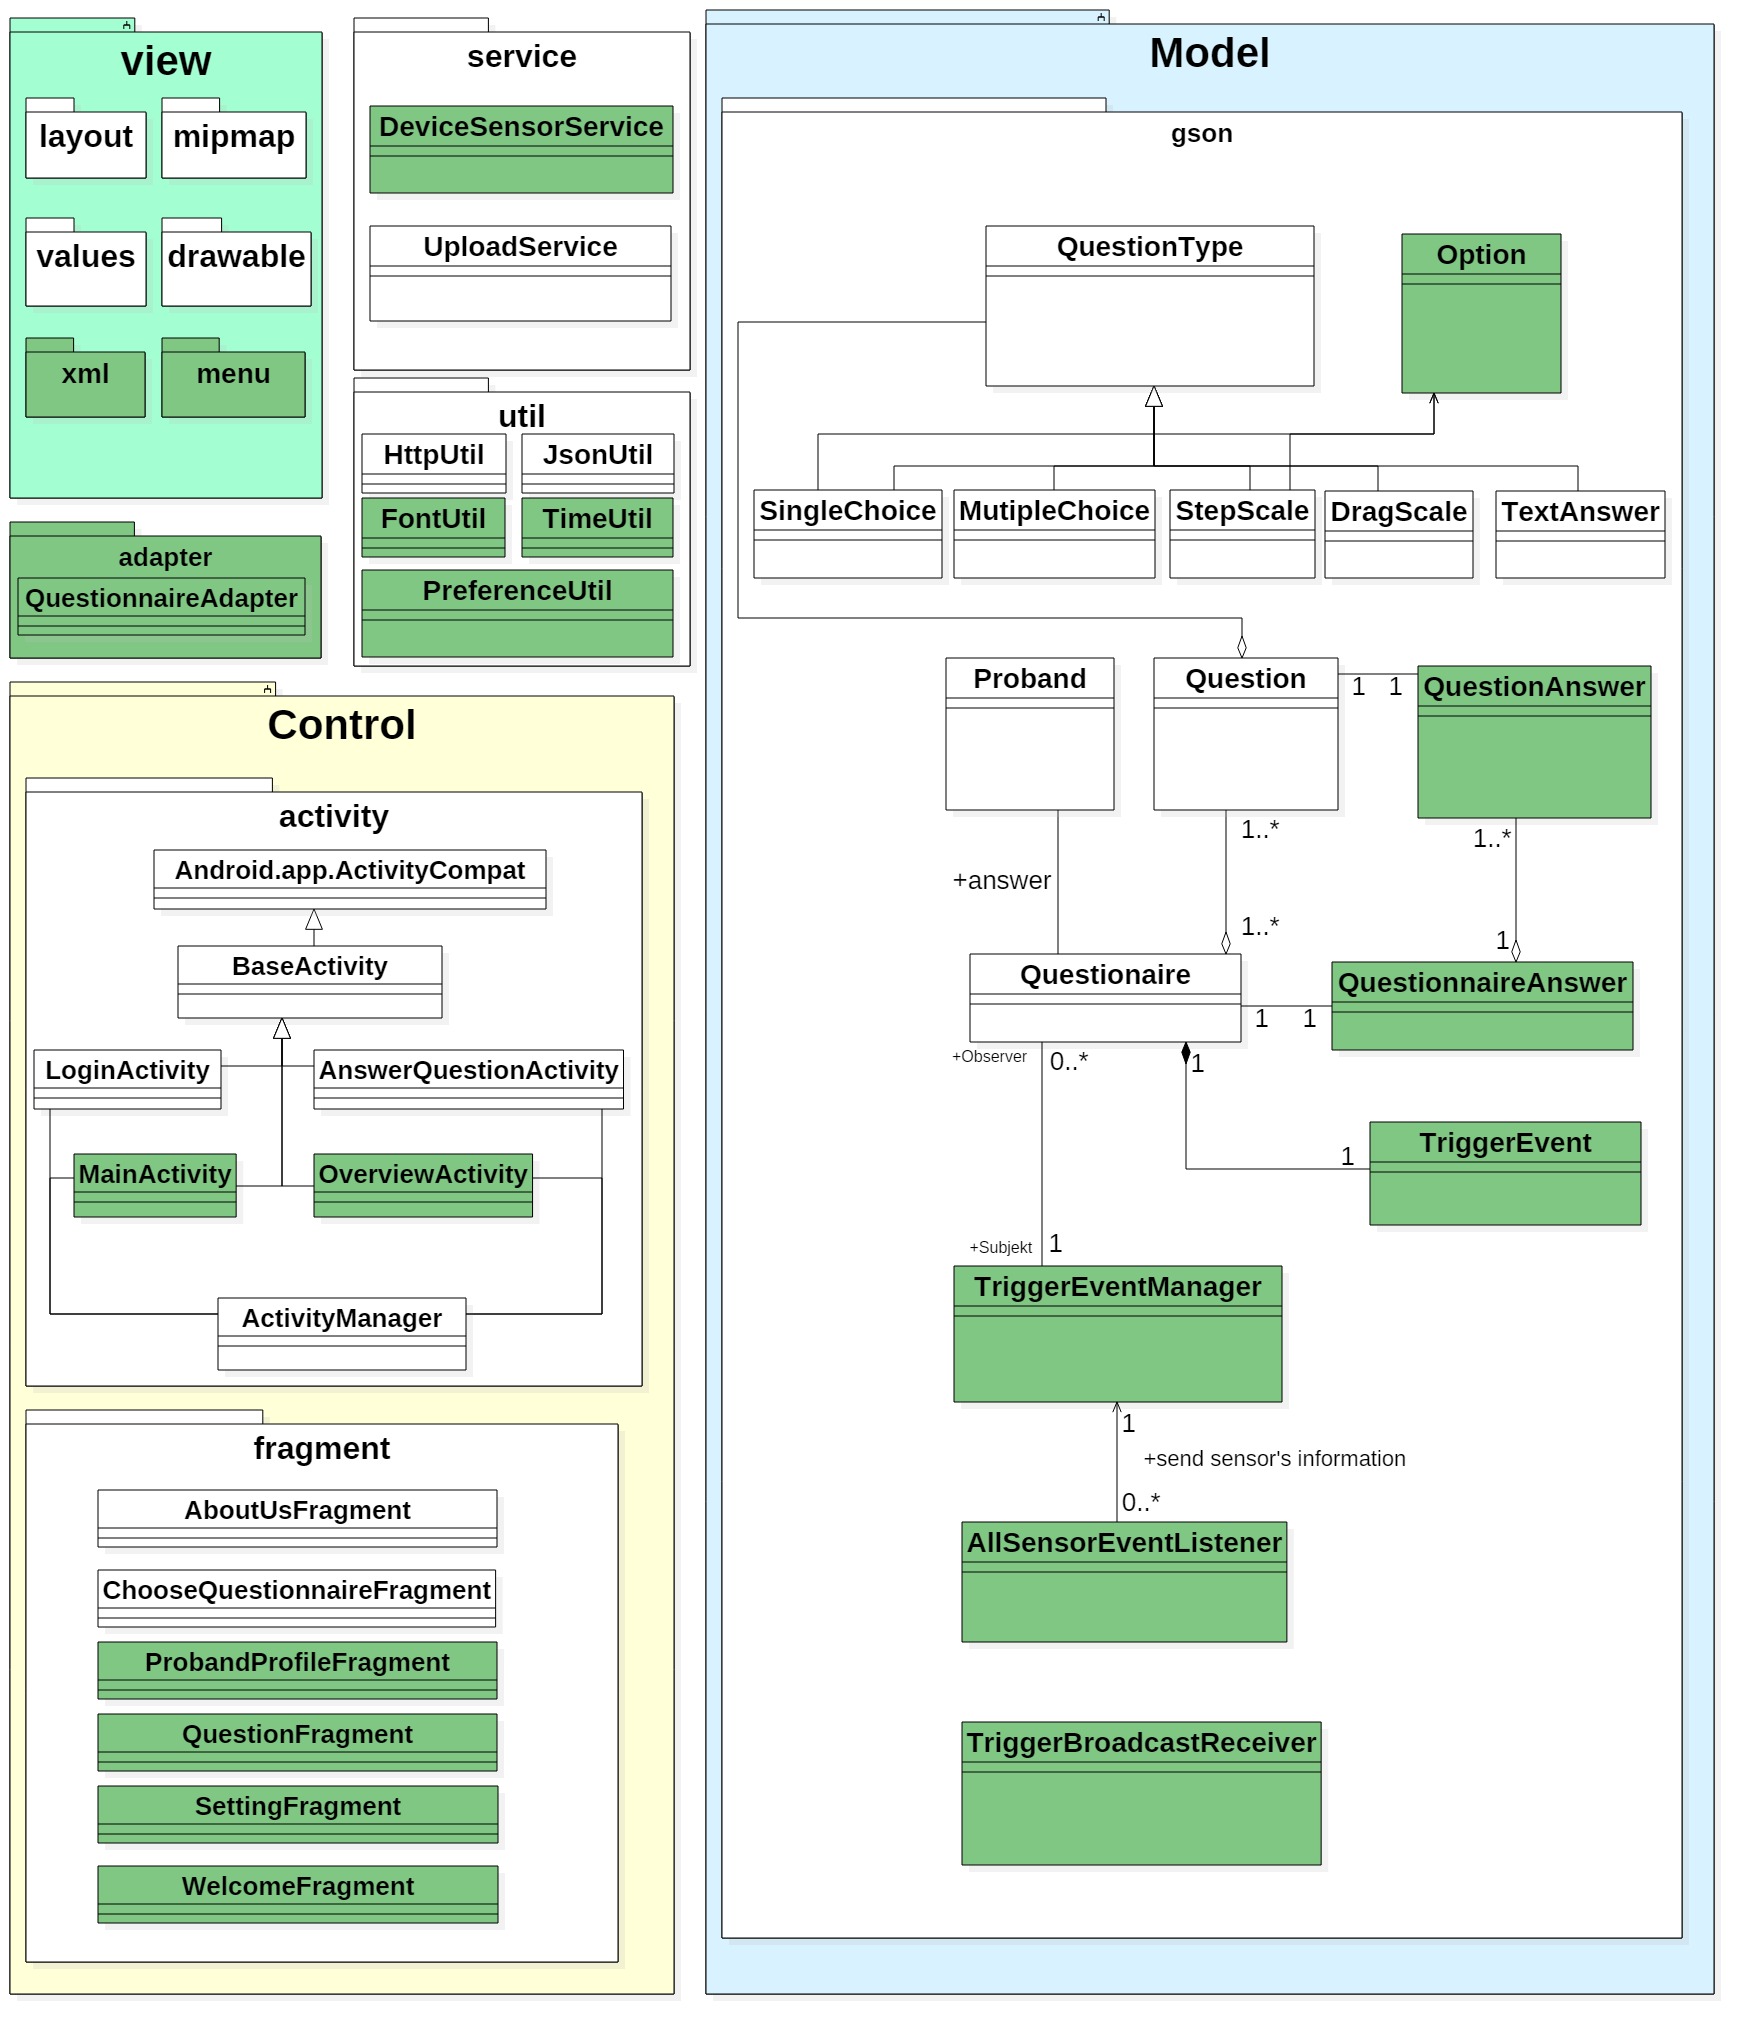 view
layout
mipmap
values
drawable
xml
menu
adapter
QuestionnaireAdapter
service
DeviceSensorService
UploadService
util
HttpUtil
JsonUtil
FontUtil
TimeUtil
PreferenceUtil
Control
activity
Android.app.ActivityCompat
BaseActivity
LoginActivity
AnswerQuestionActivity
MainActivity
OverviewActivity
ActivityManager
fragment
AboutUsFragment
ChooseQuestionnaireFragment
ProbandProfileFragment
QuestionFragment
SettingFragment
WelcomeFragment
Model
gson
QuestionType
Option
SingleChoice
MutipleChoice
StepScale
DragScale
TextAnswer
Proband
Question
1
1
QuestionAnswer
1..*
1..*
+answer
1..*
1
Questionaire
QuestionnaireAnswer
1
1
+Observer
0..*
1
TriggerEvent
1
+Subjekt
1
TriggerEventManager
1
+send sensor's information
0..*
AllSensorEventListener
TriggerBroadcastReceiver